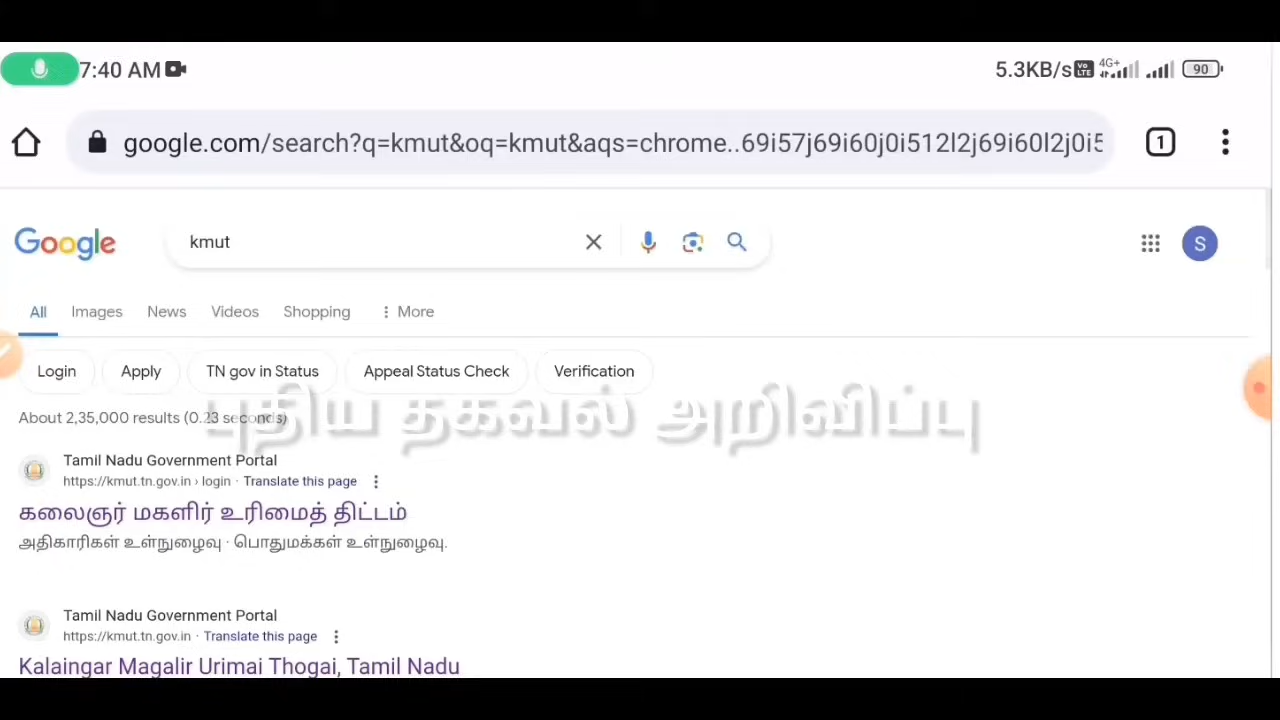 7:40 AM 5.3KB/s Vo LTE 4G+ 90
google.com/search?q=kmut&oq=kmut&aqs=chrome..69i57j69i60j0i512l2j69i60l2j0i5 1
Google kmut S
All Images News Videos Shopping More
Login Apply TN gov in Status Appeal Status Check Verification
About 2,35,000 results (0.23 seconds)
புதிய தகவல் அறிவிப்பு
Tamil Nadu Government Portal
https://kmut.tn.gov.in › login · Translate this page
கலைஞர் மகளிர் உரிமைத் திட்டம்
அதிகாரிகள் உள்நுழைவு · பொதுமக்கள் உள்நுழைவு.
Tamil Nadu Government Portal
https://kmut.tn.gov.in · Translate this page
Kalaingar Magalir Urimai Thogai, Tamil Nadu